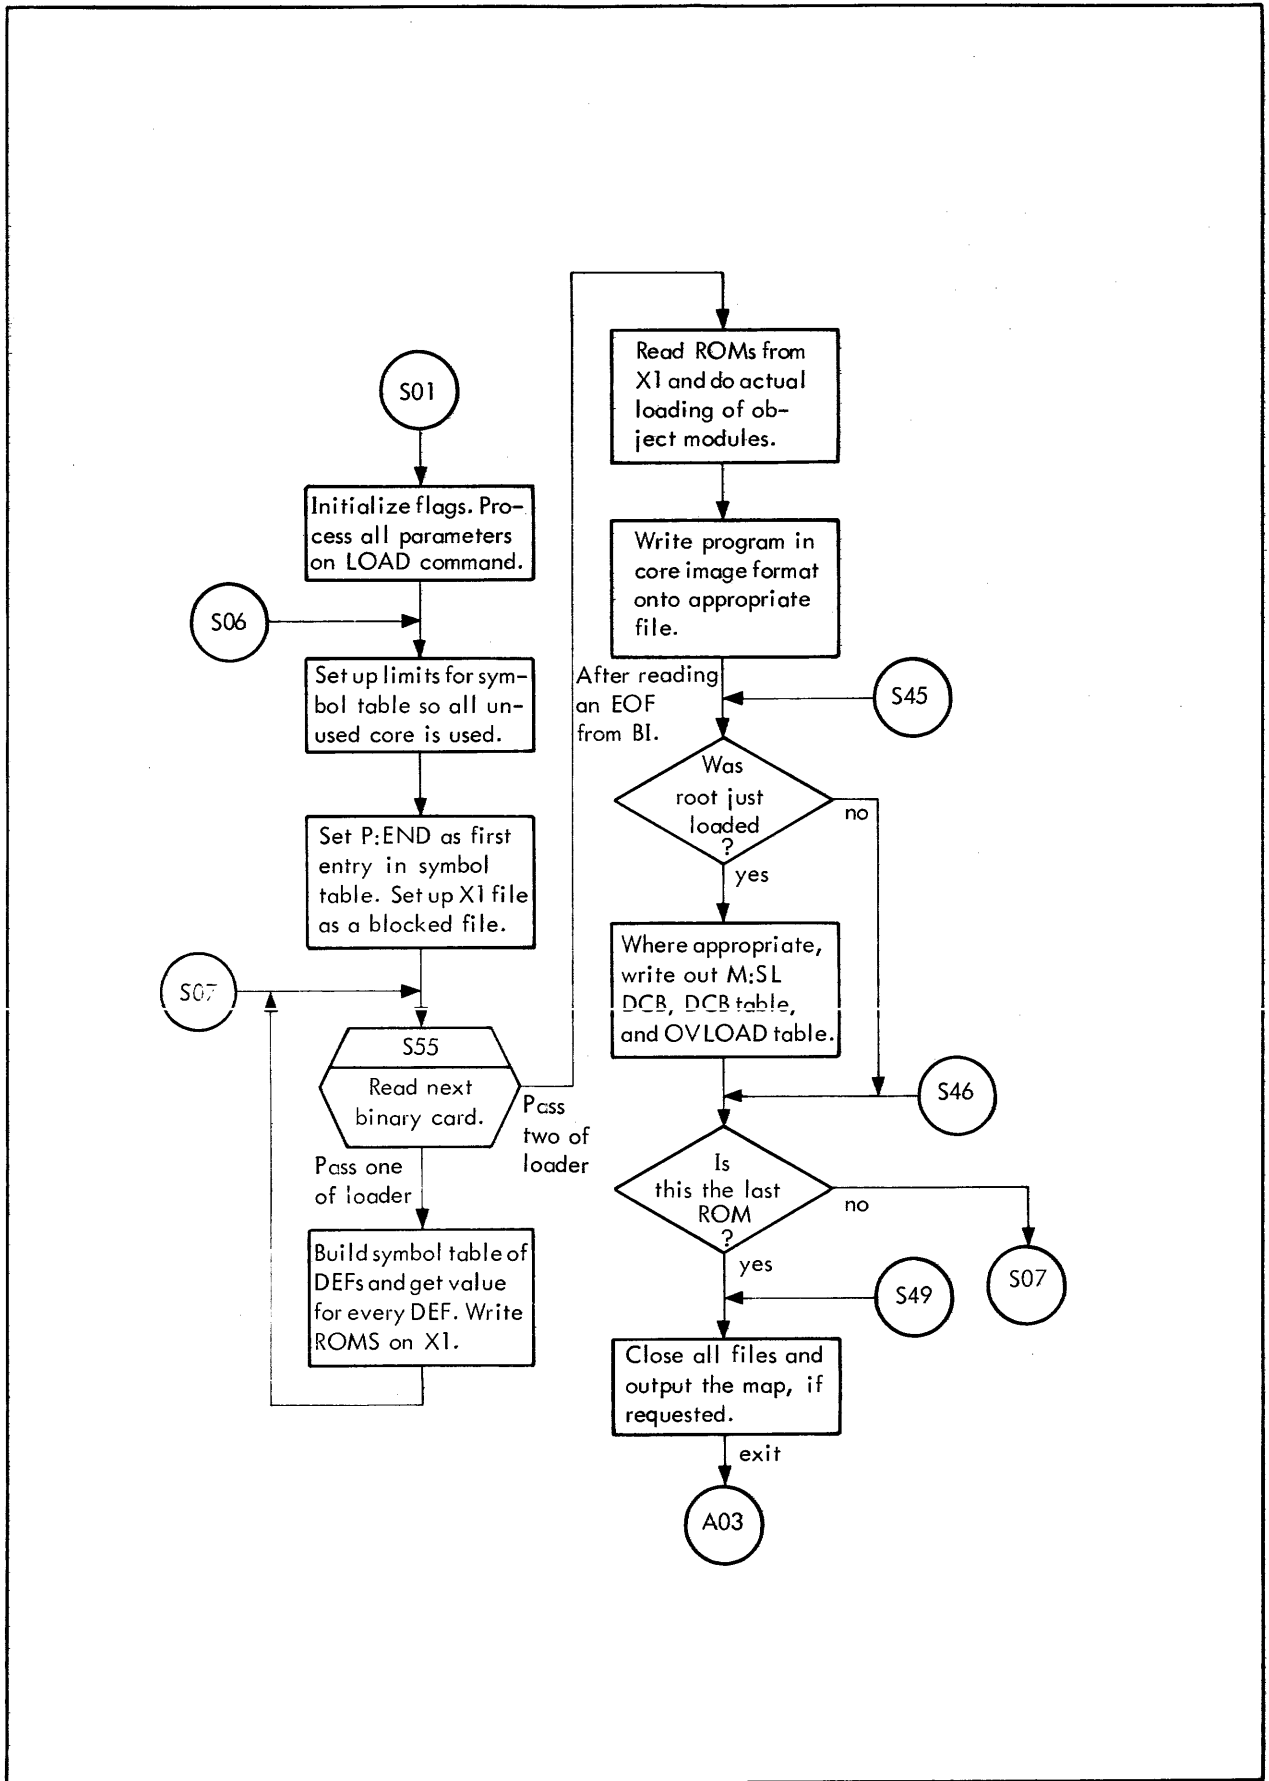 S01
Initialize flags. Pro-
cess all parameters
on LOAD command.
S06
Set up limits for sym-
bol table so all un-
used core is used.
Set P:END as first
entry in symbol
table. Set up X1 file
as a blocked file.
S07
S55
Read next
binary card.
Pass one
of loader
Build symbol table of
DEFs and get value
for every DEF. Write
ROMS on X1.
Pass
two of
loader
After reading
an EOF
from BI.
Read ROMs from
X1 and do actual
loading of ob-
ject modules.
Write program in
core image format
onto appropriate
file.
S45
Was
root just
loaded
?
no
yes
Where appropriate,
write out M:SL
DCB, DCB table,
and OVLOAD table.
S46
Is
this the last
ROM
?
no
S07
yes
S49
Close all files and
output the map, if
requested.
exit
A03